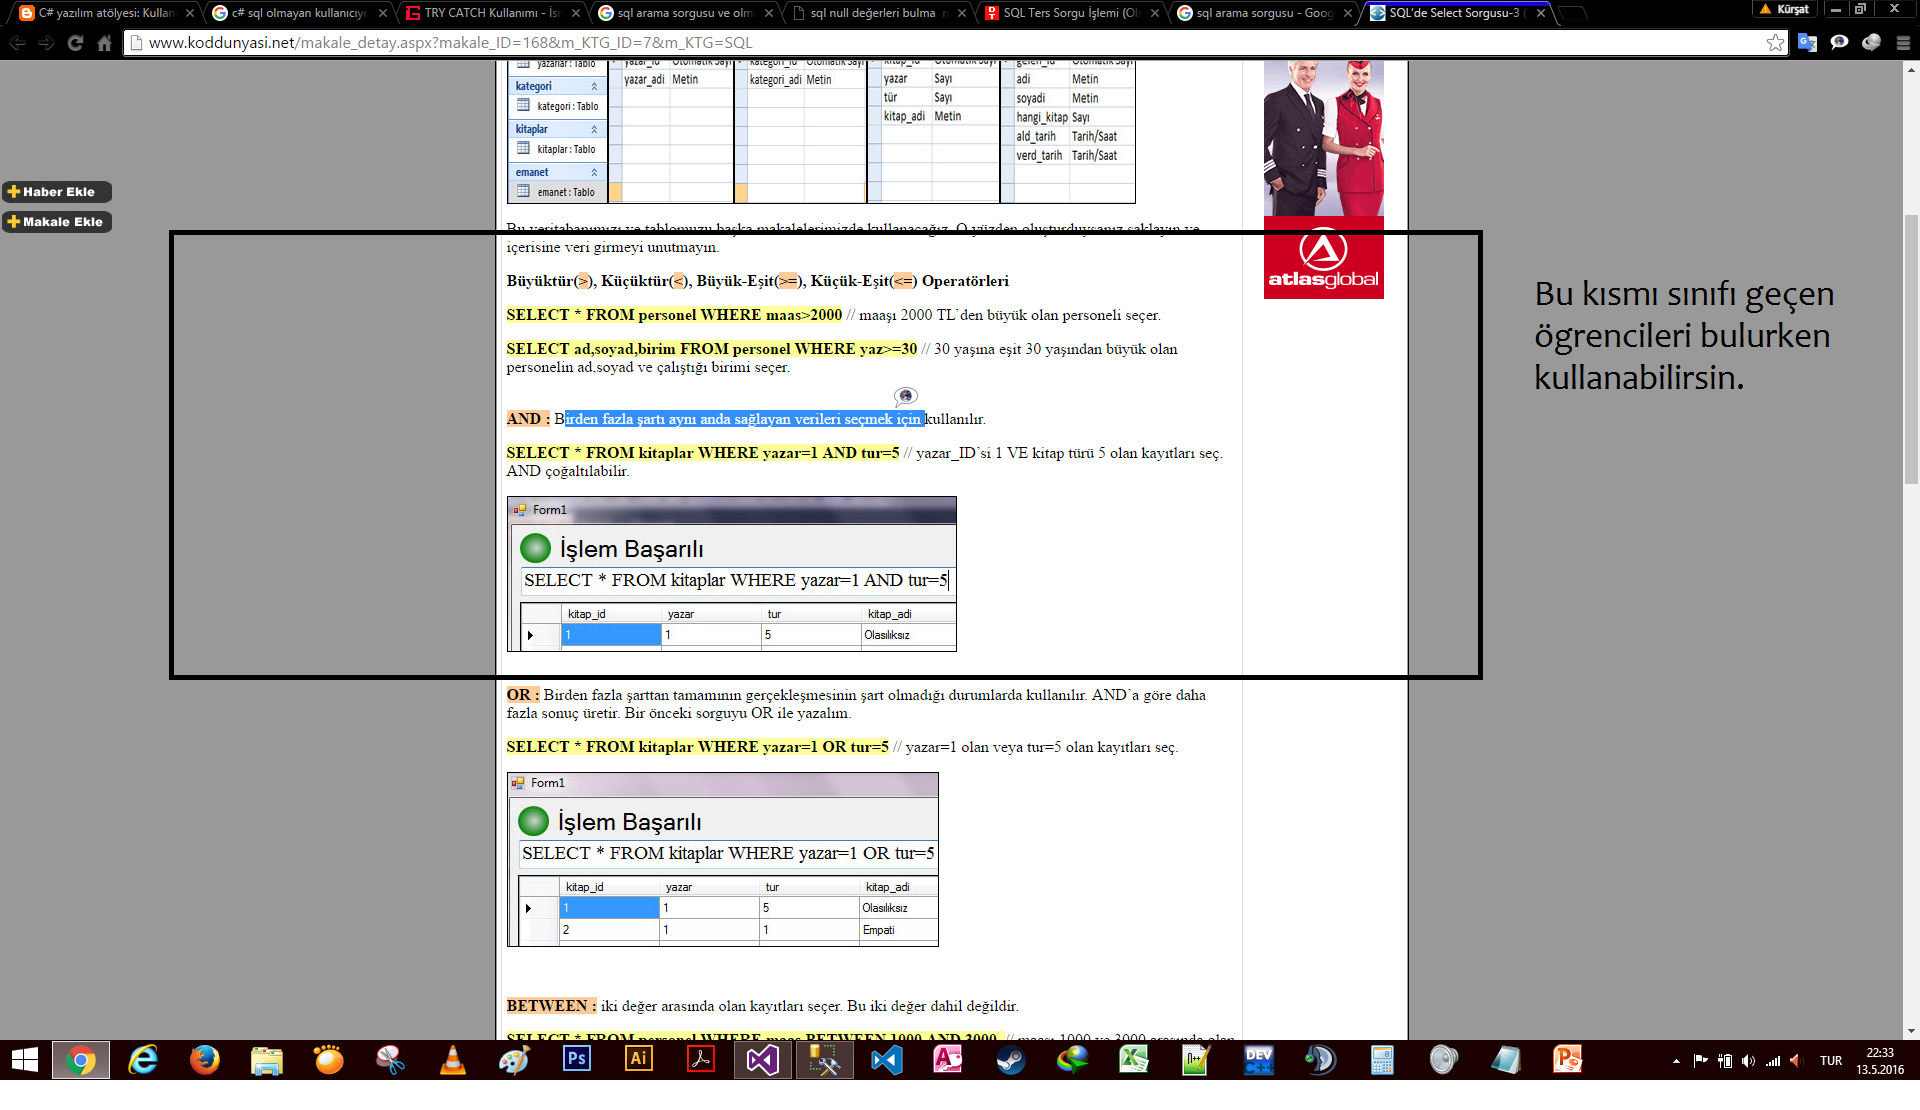 C# yazılım atölyesi: Kullan
c# sql olmayan kullanıcıyı
TRY CATCH Kullanımı - İsm
sql arama sorgusu ve olm
sql null değerleri bulma
SQL Ters Sorgu İşlemi (Ol
sql arama sorgusu - Goog
SQL'de Select Sorgusu-3 (
Kürşat
www.koddunyasi.net/makale_detay.aspx?makale_ID=168&m_KTG_ID=7&m_KTG=SQL
yazarlar : Tablo
kategori
kategori : Tablo
kitaplar
kitaplar : Tablo
emanet
emanet : Tablo
yazar_id Otomatik Sayı
yazar_adi Metin
kategori_id Otomatik Sayı
kategori_adi Metin
kitap_id Otomatik Sayı
yazar Sayı
tür Sayı
kitap_adi Metin
gelen_id Otomatik Sayı
adi Metin
soyadi Metin
hangi_kitap Sayı
ald_tarih Tarih/Saat
verd_tarih Tarih/Saat
Haber Ekle
Makale Ekle
Bu veritabanımızı ve tablomuzu başka makalelerimizde kullanacağız. O yüzden oluşturduysanız saklayın ve
içerisine veri girmeyi unutmayın.
atlasglobal
Büyüktür(>), Küçüktür(<), Büyük-Eşit(>=), Küçük-Eşit(<=) Operatörleri
SELECT * FROM personel WHERE maas>2000 // maaşı 2000 TL`den büyük olan personeli seçer.
SELECT ad,soyad,birim FROM personel WHERE yaz>=30 // 30 yaşına eşit 30 yaşından büyük olan
personelin ad,soyad ve çalıştığı birimi seçer.
Bu kısmı sınıfı geçen
ögrencileri bulurken
kullanabilirsin.
AND : Birden fazla şartı aynı anda sağlayan verileri seçmek için kullanılır.
SELECT * FROM kitaplar WHERE yazar=1 AND tur=5 // yazar_ID`si 1 VE kitap türü 5 olan kayıtları seç.
AND çoğaltılabilir.
Form1
İşlem Başarılı
SELECT * FROM kitaplar WHERE yazar=1 AND tur=5
kitap_id yazar tur kitap_adi
1 1 5 Olasılıksız
OR : Birden fazla şarttan tamamının gerçekleşmesinin şart olmadığı durumlarda kullanılır. AND`a göre daha
fazla sonuç üretir. Bir önceki sorguyu OR ile yazalım.
SELECT * FROM kitaplar WHERE yazar=1 OR tur=5 // yazar=1 olan veya tur=5 olan kayıtları seç.
Form1
İşlem Başarılı
SELECT * FROM kitaplar WHERE yazar=1 OR tur=5
kitap_id yazar tur kitap_adi
1 1 5 Olasılıksız
2 1 1 Empati
BETWEEN : iki değer arasında olan kayıtları seçer. Bu iki değer dahil değildir.
SELECT * FROM personel WHERE maas BETWEEN 1000 AND 3000 // maaşı 1000 ve 3000 arasında olan
Ps
Ai
DEV
C++
TUR
22:33
13.5.2016